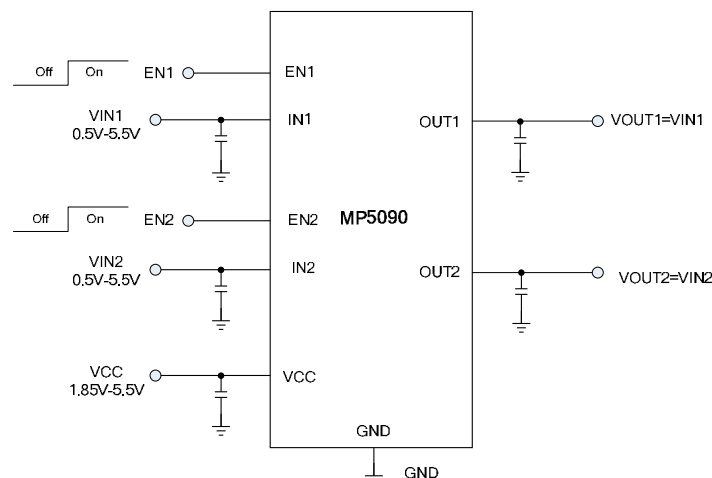 Off On EN1 EN1
VIN1 IN1
0.5V-5.5V
OUT1 VOUT1=VIN1
Off On EN2 EN2
MP5090
VIN2 IN2
0.5V-5.5V
OUT2 VOUT2=VIN2
VCC VCC
1.85V-5.5V
GND
GND